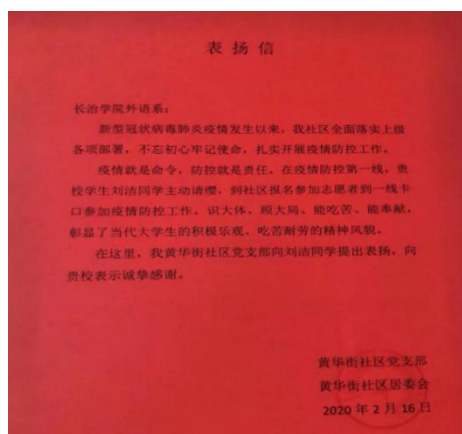 表扬信
长治学院外语系：
新型冠状病毒肺炎疫情发生以来，我社区全面落实上级
各项部署，不忘初心牢记使命，扎实开展疫情防控工作。
疫情就是命令，防控就是责任。在疫情防控第一线，贵
校学生刘洁同学主动请缨，到社区报名参加志愿者到一线卡
口参加疫情防控工作。识大体、顾大局、能吃苦、能奉献，
彰显了当代大学生的积极乐观、吃苦耐劳的精神风貌。
在这里，我黄华街社区党支部向刘洁同学提出表扬，向
贵校表示诚挚感谢。
黄华街社区党支部
黄华街社区居委会
2020 年 2 月 16 日